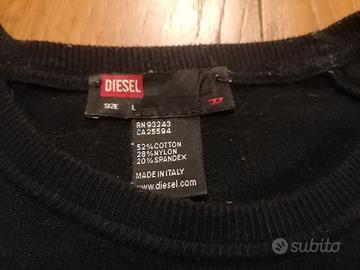 DIESEL
SIZE L
RN 93243
CA 25594
52% COTTON
28% NYLON
20% SPANDEX
MADE IN ITALY
www.diesel.com
subito